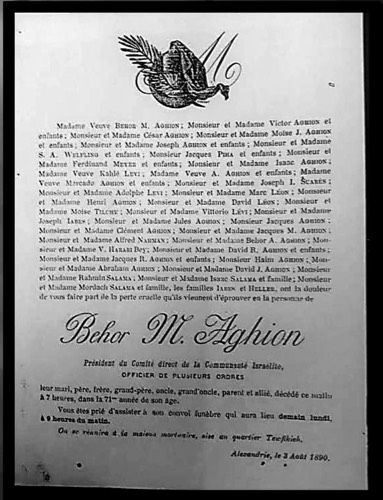 M
Madame Veuve BEHOR M. AGHION; Monsieur et Madame Victor AGHION et
enfants; Monsieur et Madame César AGHION; Monsieur et Madame Moïse J. AGHION
et enfants; Monsieur et Madame Joseph AGHION et enfants; Monsieur et Madame
S. A. WELFLING et enfants; Monsieur Jacques PIHA et enfants; Monsieur et
Madame Ferdinand MEYER et enfants; Monsieur et Madame Isaac AGHION;
Madame Veuve Kahlé LEVI; Madame Veuve A. AGHION et enfants; Madame
Veuve Mercado AGHION et enfants; Monsieur et Madame Joseph L. SUARÈS;
Monsieur et Madame Adolphe LEVI; Monsieur et Madame Marc LÉON; Monsieur
et Madame Henri AGHION; Monsieur et Madame David LÉON; Monsieur et
Madame Moïse TILCHE; Monsieur et Madame Vittorio LÉVI; Monsieur et Madame
Joseph IABES; Monsieur et Madame Jules AGHION; Monsieur Jacques AGHION;
Monsieur et Madame Clément AGHION; Monsieur et Madame Jacques M. AGHION;
Monsieur et Madame Alfred NAHMAN; Monsieur et Madame Behor A. AGHION; Mon-
sieur et Madame V. HARARI Bey; Monsieur et Madame David R. AGHION et enfants;
Monsieur et Madame Jacques R. AGHION et enfants; Monsieur Haim AGHION;
Monsieur et Madame Abraham AGHION; Monsieur et Madame David J. AGHION; Monsieur
et Madame Rahmin SALAMA; Monsieur et Madame Isaac SALAMA et famille; Monsieur
et Madame Mordach SALAMA et famille, les familles IABES et HELLER, ont la douleur
de vous faire part de la perte cruelle qu'ils viennent d'éprouver en la personne de
Behor M. Aghion
Président du Comité direct de la Communauté Israélite,
OFFICIER DE PLUSIEURS ORDRES
leur mari, père, frère, grand-père, oncle, grand'oncle, parent et allié, décédé ce matin
à 7 heures, dans la 71me année de son âge.
Vous êtes prié d'assister à son convoi funèbre qui aura lieu demain lundi,
à 9 heures du matin.
On se réunira à la maison mortuaire, sise au quartier Tewfikieh.
Alexandrie, le 3 Août 1890.